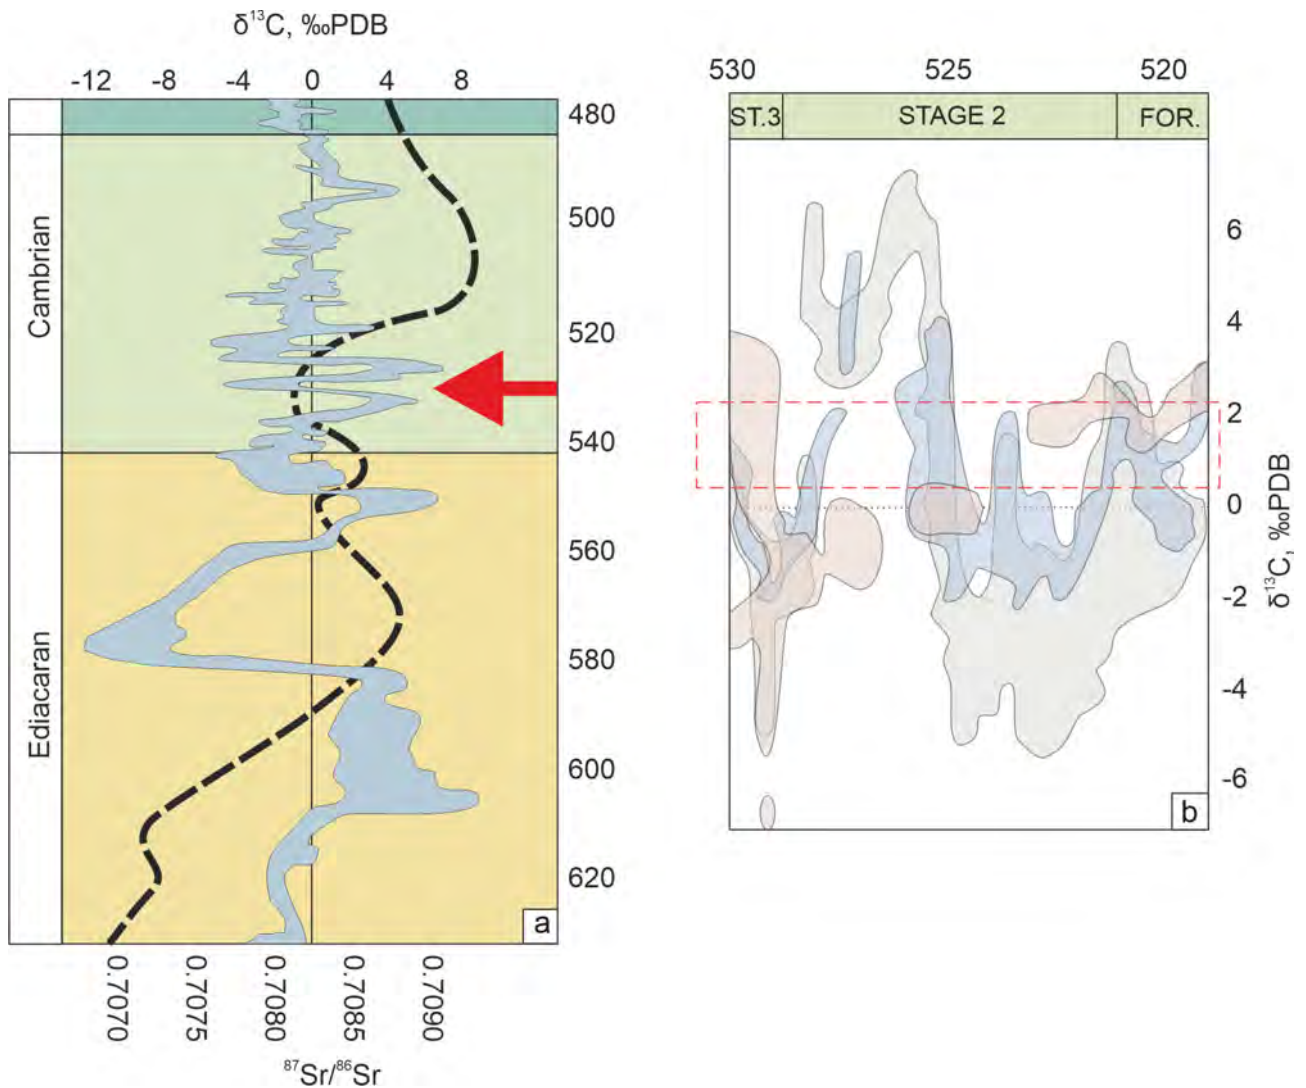 δ¹³C, ‰PDB
-12 -8 -4 0 4 8
Cambrian
Ediacaran
480
500
520
540
560
580
600
620
a
0.7070 0.7075 0.7080 0.7085 0.7090
⁸⁷Sr/⁸⁶Sr
530 525 520
ST.3 STAGE 2 FOR.
6
4
2
0
-2
-4
-6
δ¹³C, ‰PDB
b